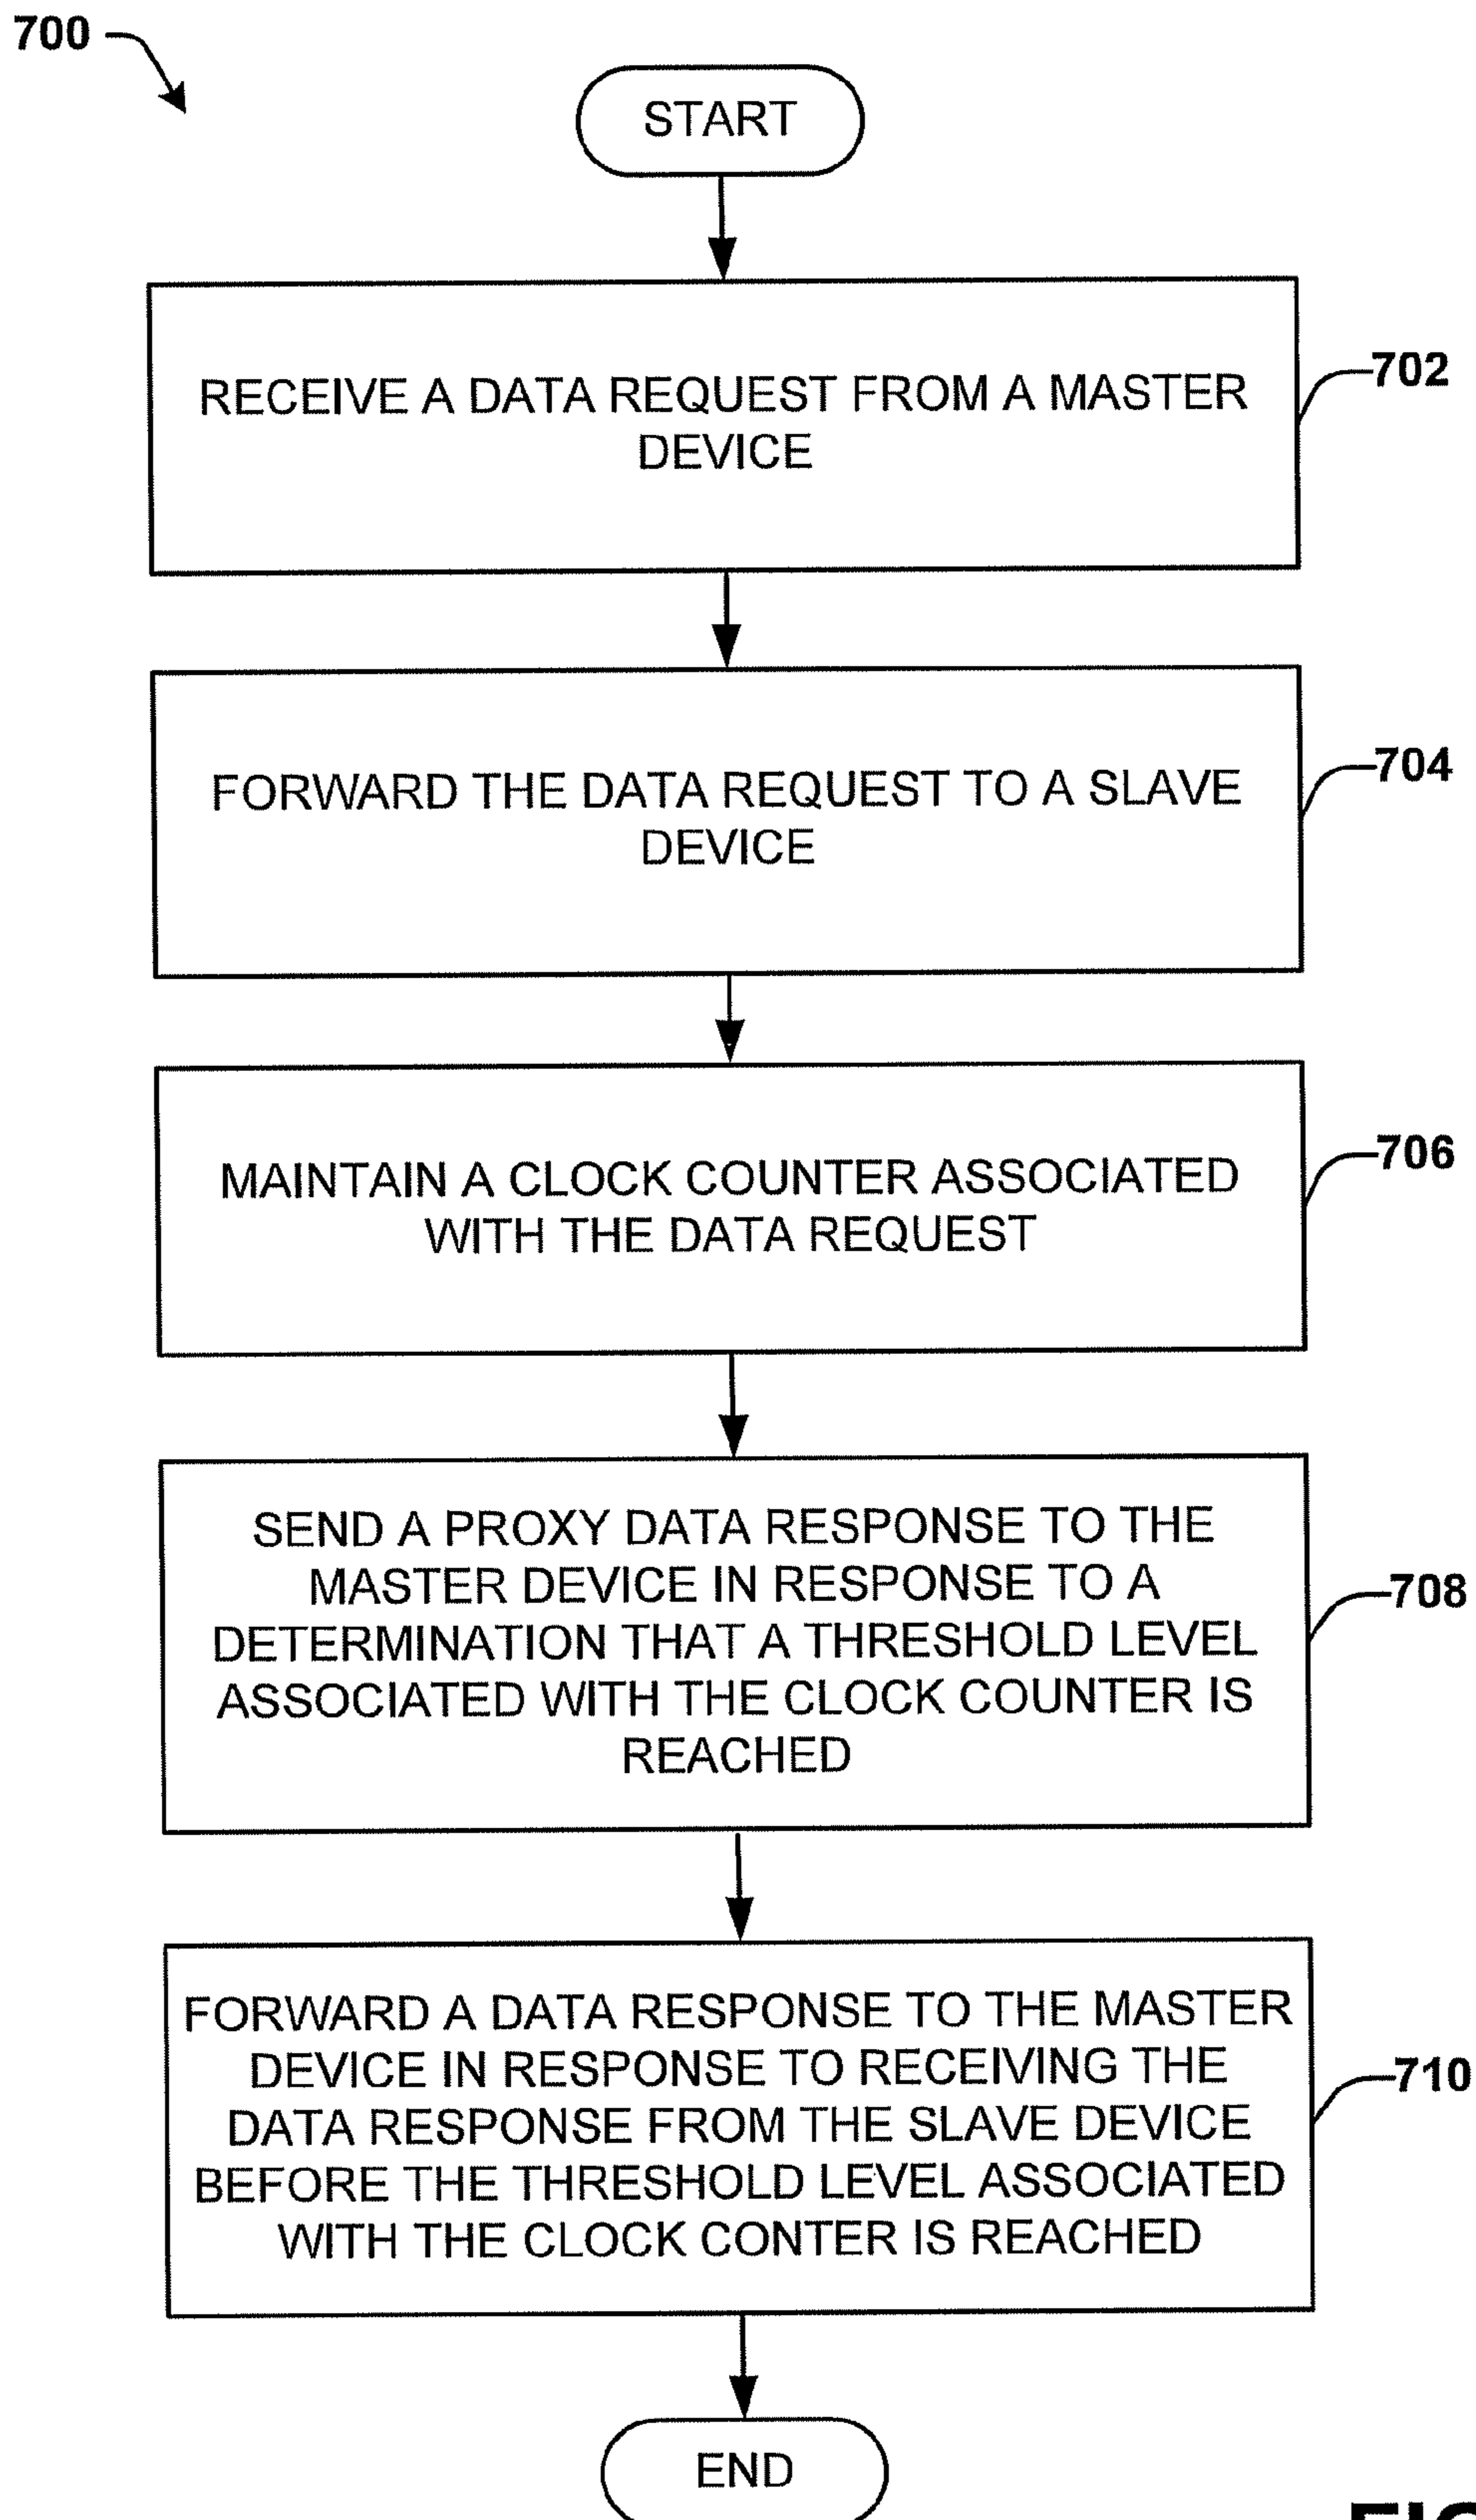 700
START
RECEIVE A DATA REQUEST FROM A MASTER
DEVICE
702
FORWARD THE DATA REQUEST TO A SLAVE
DEVICE
704
MAINTAIN A CLOCK COUNTER ASSOCIATED
WITH THE DATA REQUEST
706
SEND A PROXY DATA RESPONSE TO THE
MASTER DEVICE IN RESPONSE TO A
DETERMINATION THAT A THRESHOLD LEVEL
ASSOCIATED WITH THE CLOCK COUNTER IS
REACHED
708
FORWARD A DATA RESPONSE TO THE MASTER
DEVICE IN RESPONSE TO RECEIVING THE
DATA RESPONSE FROM THE SLAVE DEVICE
BEFORE THE THRESHOLD LEVEL ASSOCIATED
WITH THE CLOCK CONTER IS REACHED
710
END